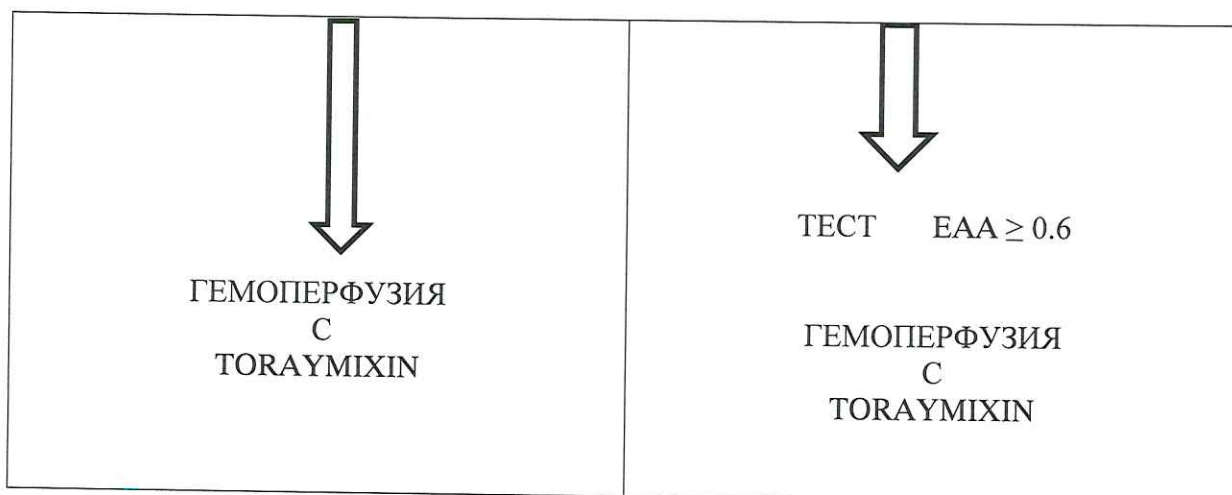 ГЕМОПЕРФУЗИЯ
С
TORAYMIXIN
ТЕСТ EAA ≥ 0.6
ГЕМОПЕРФУЗИЯ
С
TORAYMIXIN